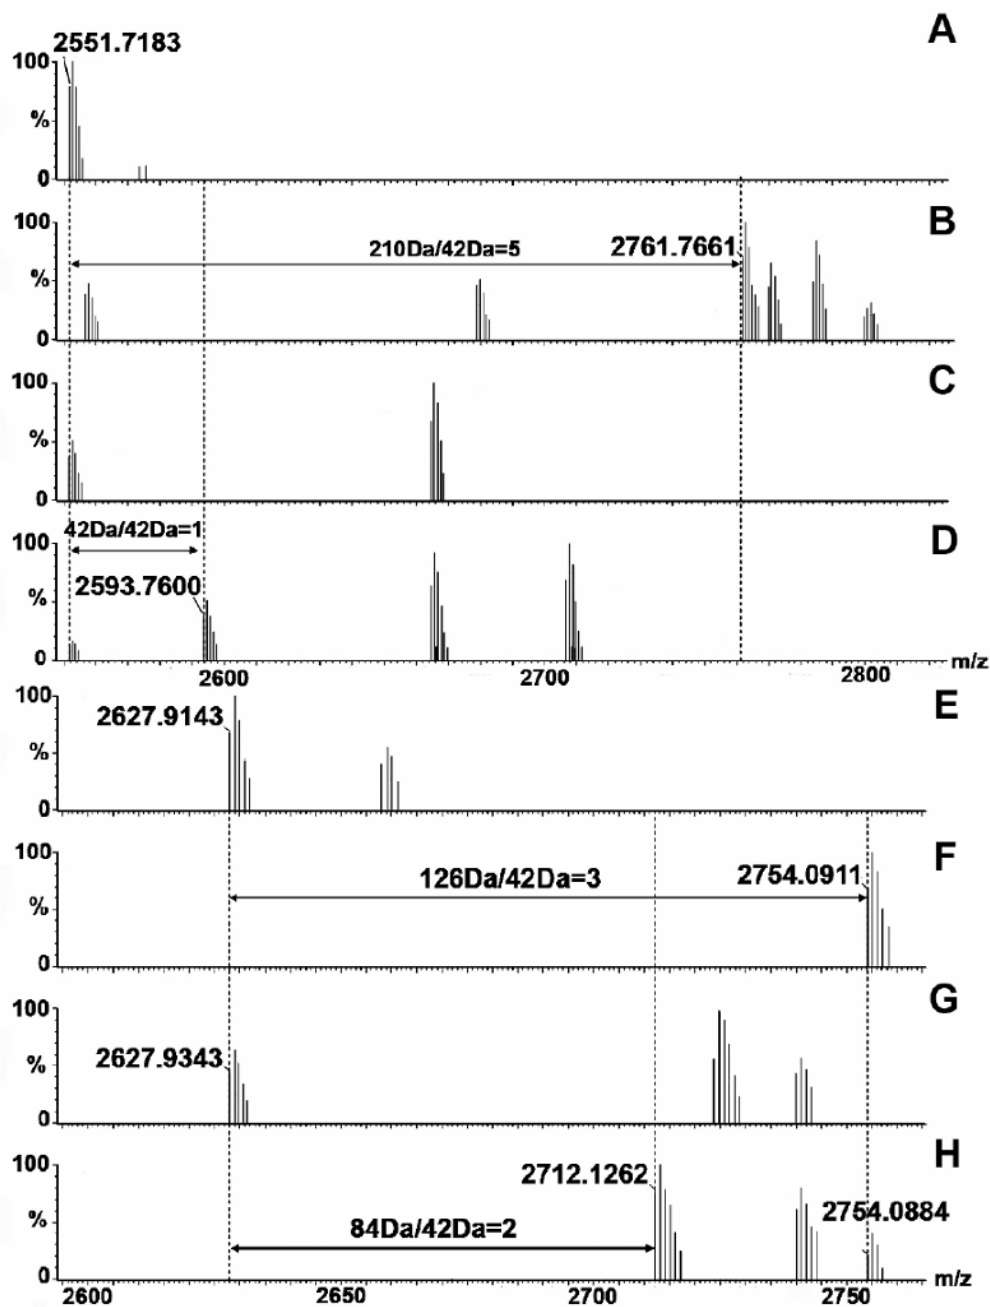 A
2551.7183
100
%
0
B
100
210Da/42Da=5
2761.7661
%
0
C
100
%
0
D
42Da/42Da=1
100
2593.7600
%
0
2600
2700
2800
m/z
E
100
2627.9143
%
0
F
100
126Da/42Da=3
2754.0911
%
0
G
100
2627.9343
%
0
H
100
2712.1262
2754.0884
%
84Da/42Da=2
0
2600
2650
2700
2750
m/z